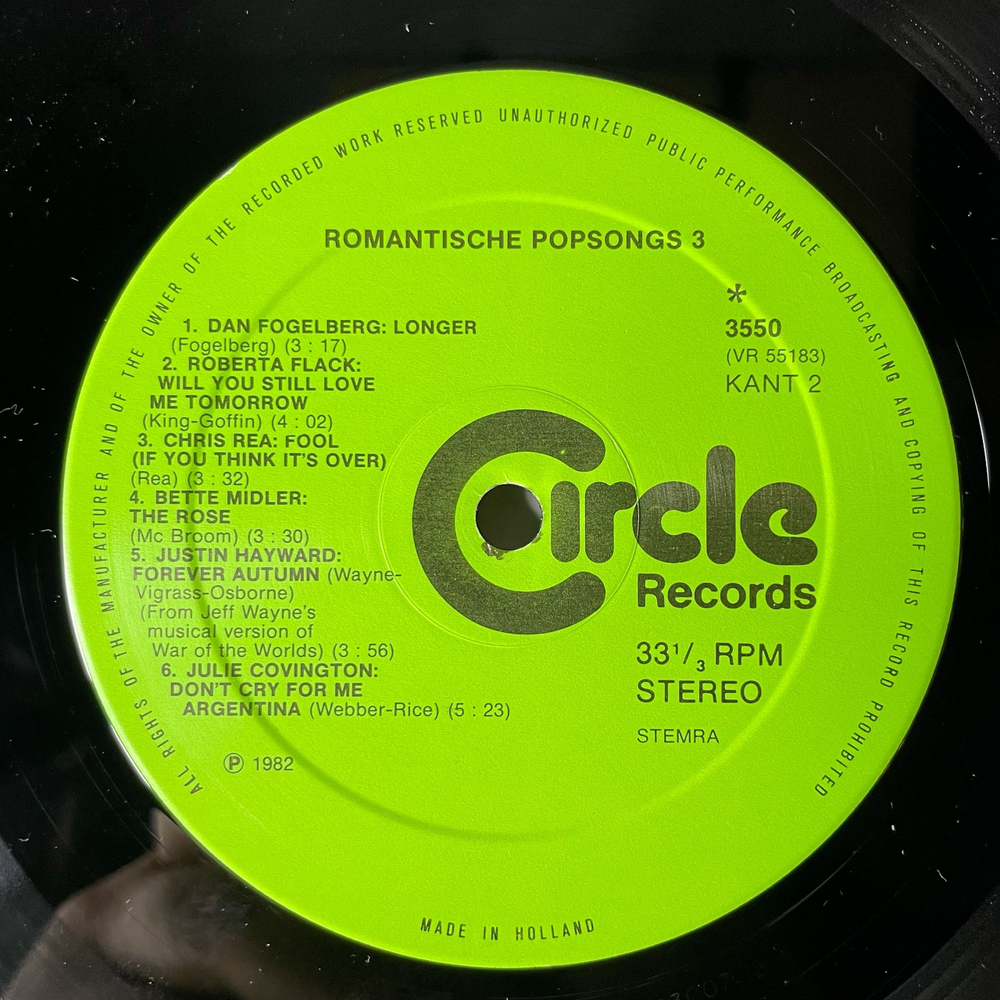 ALL RIGHTS OF THE MANUFACTURER AND OF THE OWNER OF THE RECORDED WORK RESERVED UNAUTHORIZED PUBLIC PERFORMANCE BROADCASTING AND COPYING OF THIS RECORD PROHIBITED
ROMANTISCHE POPSONGS 3
*
3550
(VR 55183)
KANT 2
1. DAN FOGELBERG: LONGER
(Fogelberg) (3 : 17)
2. ROBERTA FLACK:
WILL YOU STILL LOVE
ME TOMORROW
(King-Goffin) (4 : 02)
3. CHRIS REA: FOOL
(IF YOU THINK IT'S OVER)
(Rea) (3 : 32)
4. BETTE MIDLER:
THE ROSE
(Mc Broom) (3 : 30)
5. JUSTIN HAYWARD:
FOREVER AUTUMN (Wayne-
Vigrass-Osborne)
(From Jeff Wayne's
musical version of
War of the Worlds) (3 : 56)
6. JULIE COVINGTON:
DON'T CRY FOR ME
ARGENTINA (Webber-Rice) (5 : 23)
℗ 1982
Circle
Records
33¹/₃ RPM
STEREO
STEMRA
MADE IN HOLLAND